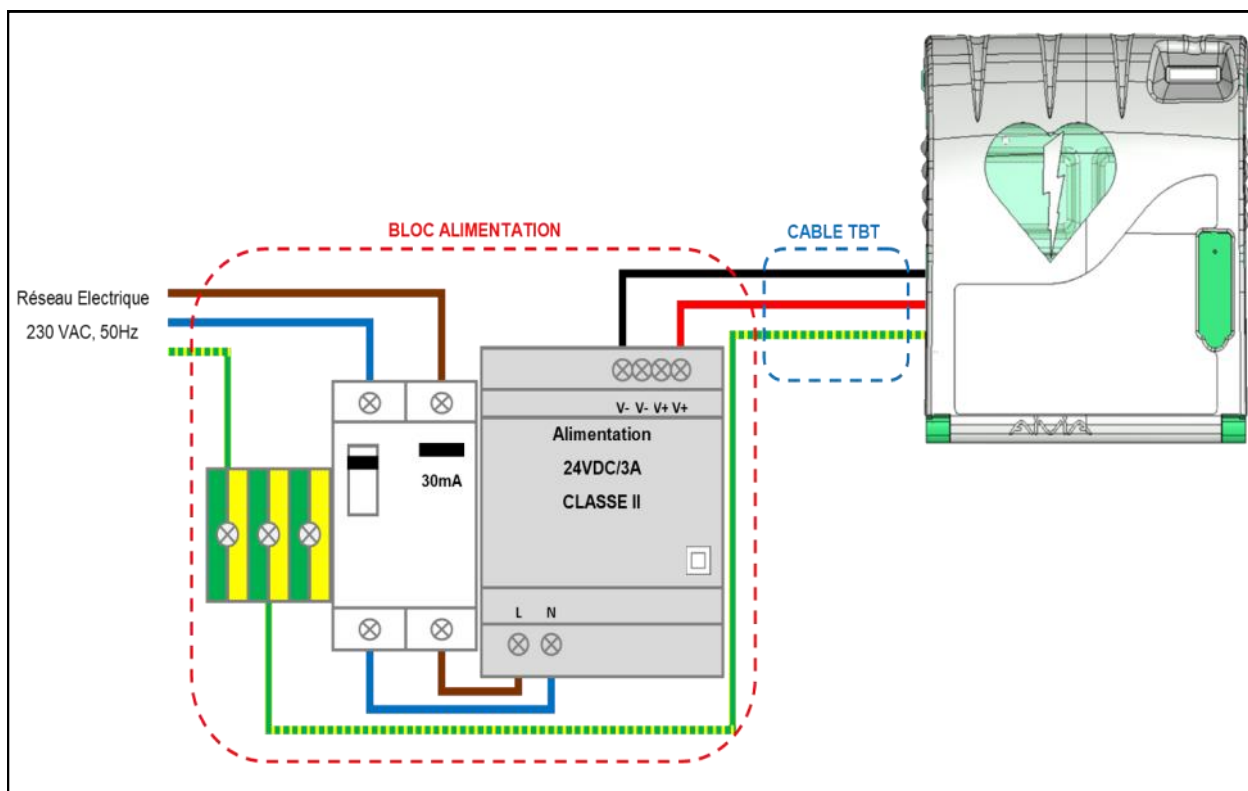 BLOC ALIMENTATION
CABLE TBT
Réseau Electrique
230 VAC, 50Hz
V- V- V+ V+
Alimentation
24VDC/3A
CLASSE II
30mA
L N